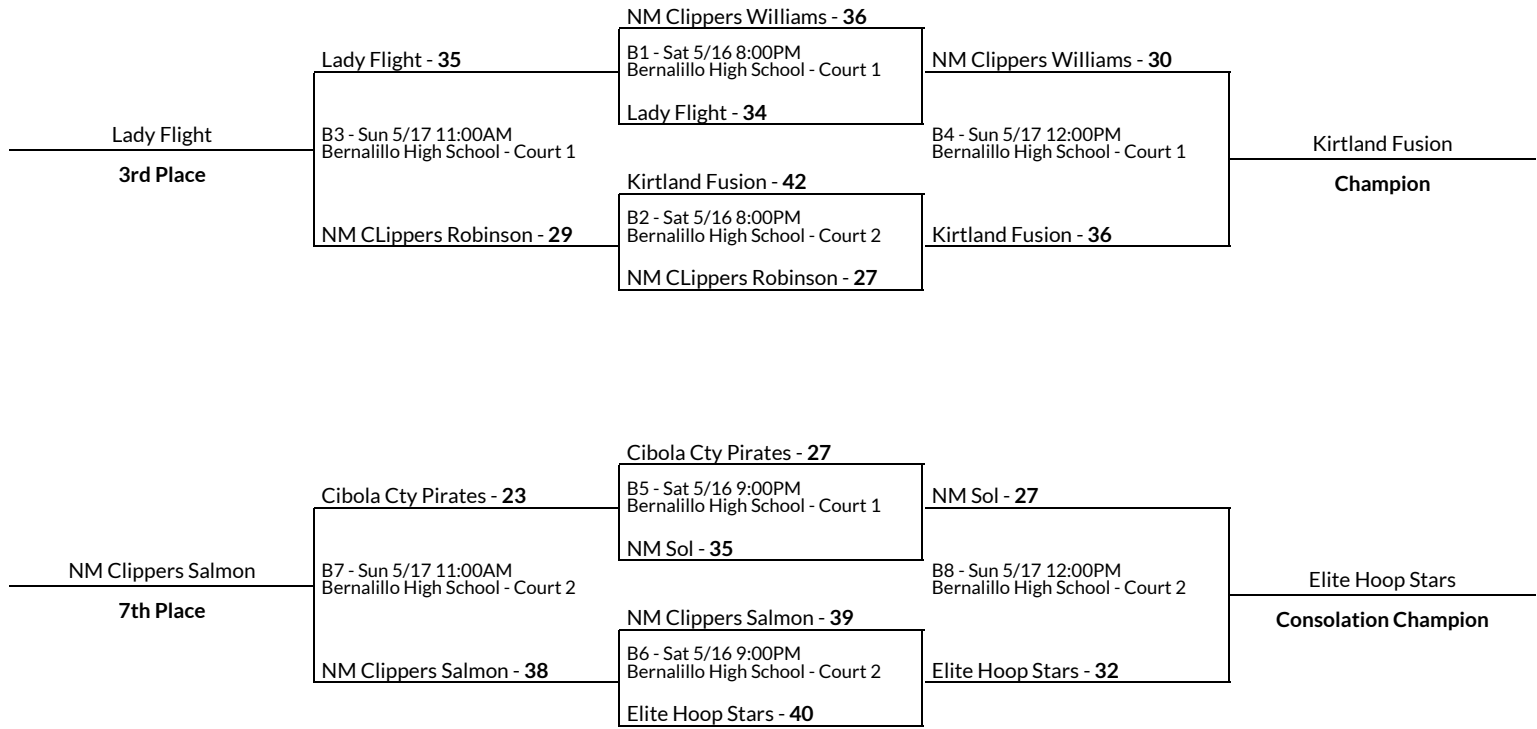 NM Clippers Williams - 36
B1 - Sat 5/16 8:00PM
Bernalillo High School - Court 1
Lady Flight - 34
Lady Flight - 35
B3 - Sun 5/17 11:00AM
Bernalillo High School - Court 1
NM CLippers Robinson - 29
Lady Flight
3rd Place
Kirtland Fusion - 42
B2 - Sat 5/16 8:00PM
Bernalillo High School - Court 2
NM CLippers Robinson - 27
NM Clippers Williams - 30
B4 - Sun 5/17 12:00PM
Bernalillo High School - Court 1
Kirtland Fusion - 36
Kirtland Fusion
Champion
Cibola Cty Pirates - 27
B5 - Sat 5/16 9:00PM
Bernalillo High School - Court 1
NM Sol - 35
Cibola Cty Pirates - 23
B7 - Sun 5/17 11:00AM
Bernalillo High School - Court 2
NM Clippers Salmon - 38
NM Clippers Salmon
7th Place
NM Clippers Salmon - 39
B6 - Sat 5/16 9:00PM
Bernalillo High School - Court 2
Elite Hoop Stars - 40
NM Sol - 27
B8 - Sun 5/17 12:00PM
Bernalillo High School - Court 2
Elite Hoop Stars - 32
Elite Hoop Stars
Consolation Champion